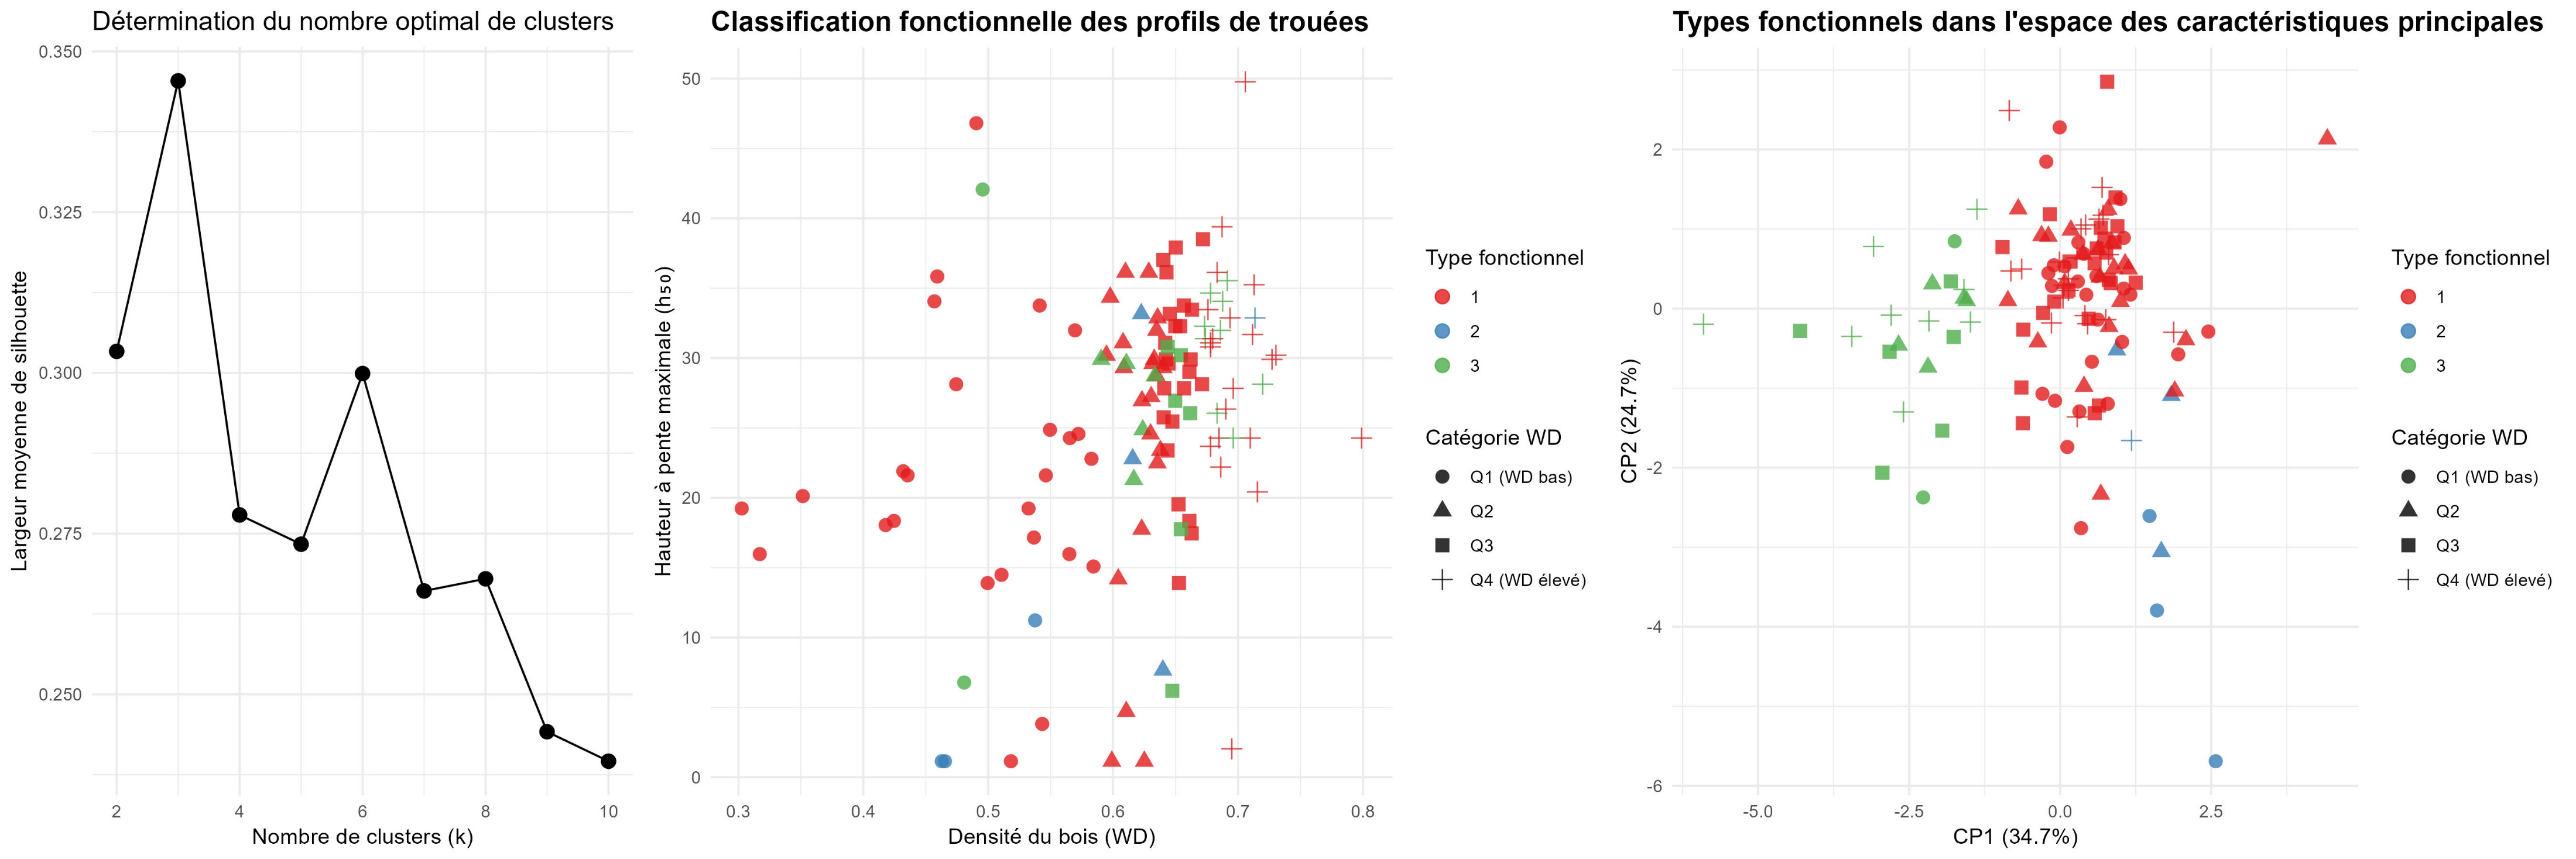 Détermination du nombre optimal de clusters
Largeur moyenne de silhouette
0.350
0.325
0.300
0.275
0.250
2 4 6 8 10
Nombre de clusters (k)
Classification fonctionnelle des profils de trouées
Hauteur à pente maximale (h₅₀)
50
40
30
20
10
0
0.3 0.4 0.5 0.6 0.7 0.8
Densité du bois (WD)
Type fonctionnel
1
2
3
Catégorie WD
Q1 (WD bas)
Q2
Q3
Q4 (WD élevé)
Types fonctionnels dans l'espace des caractéristiques principales
CP2 (24.7%)
2
0
-2
-4
-6
-5.0 -2.5 0.0 2.5
CP1 (34.7%)
Type fonctionnel
1
2
3
Catégorie WD
Q1 (WD bas)
Q2
Q3
Q4 (WD élevé)